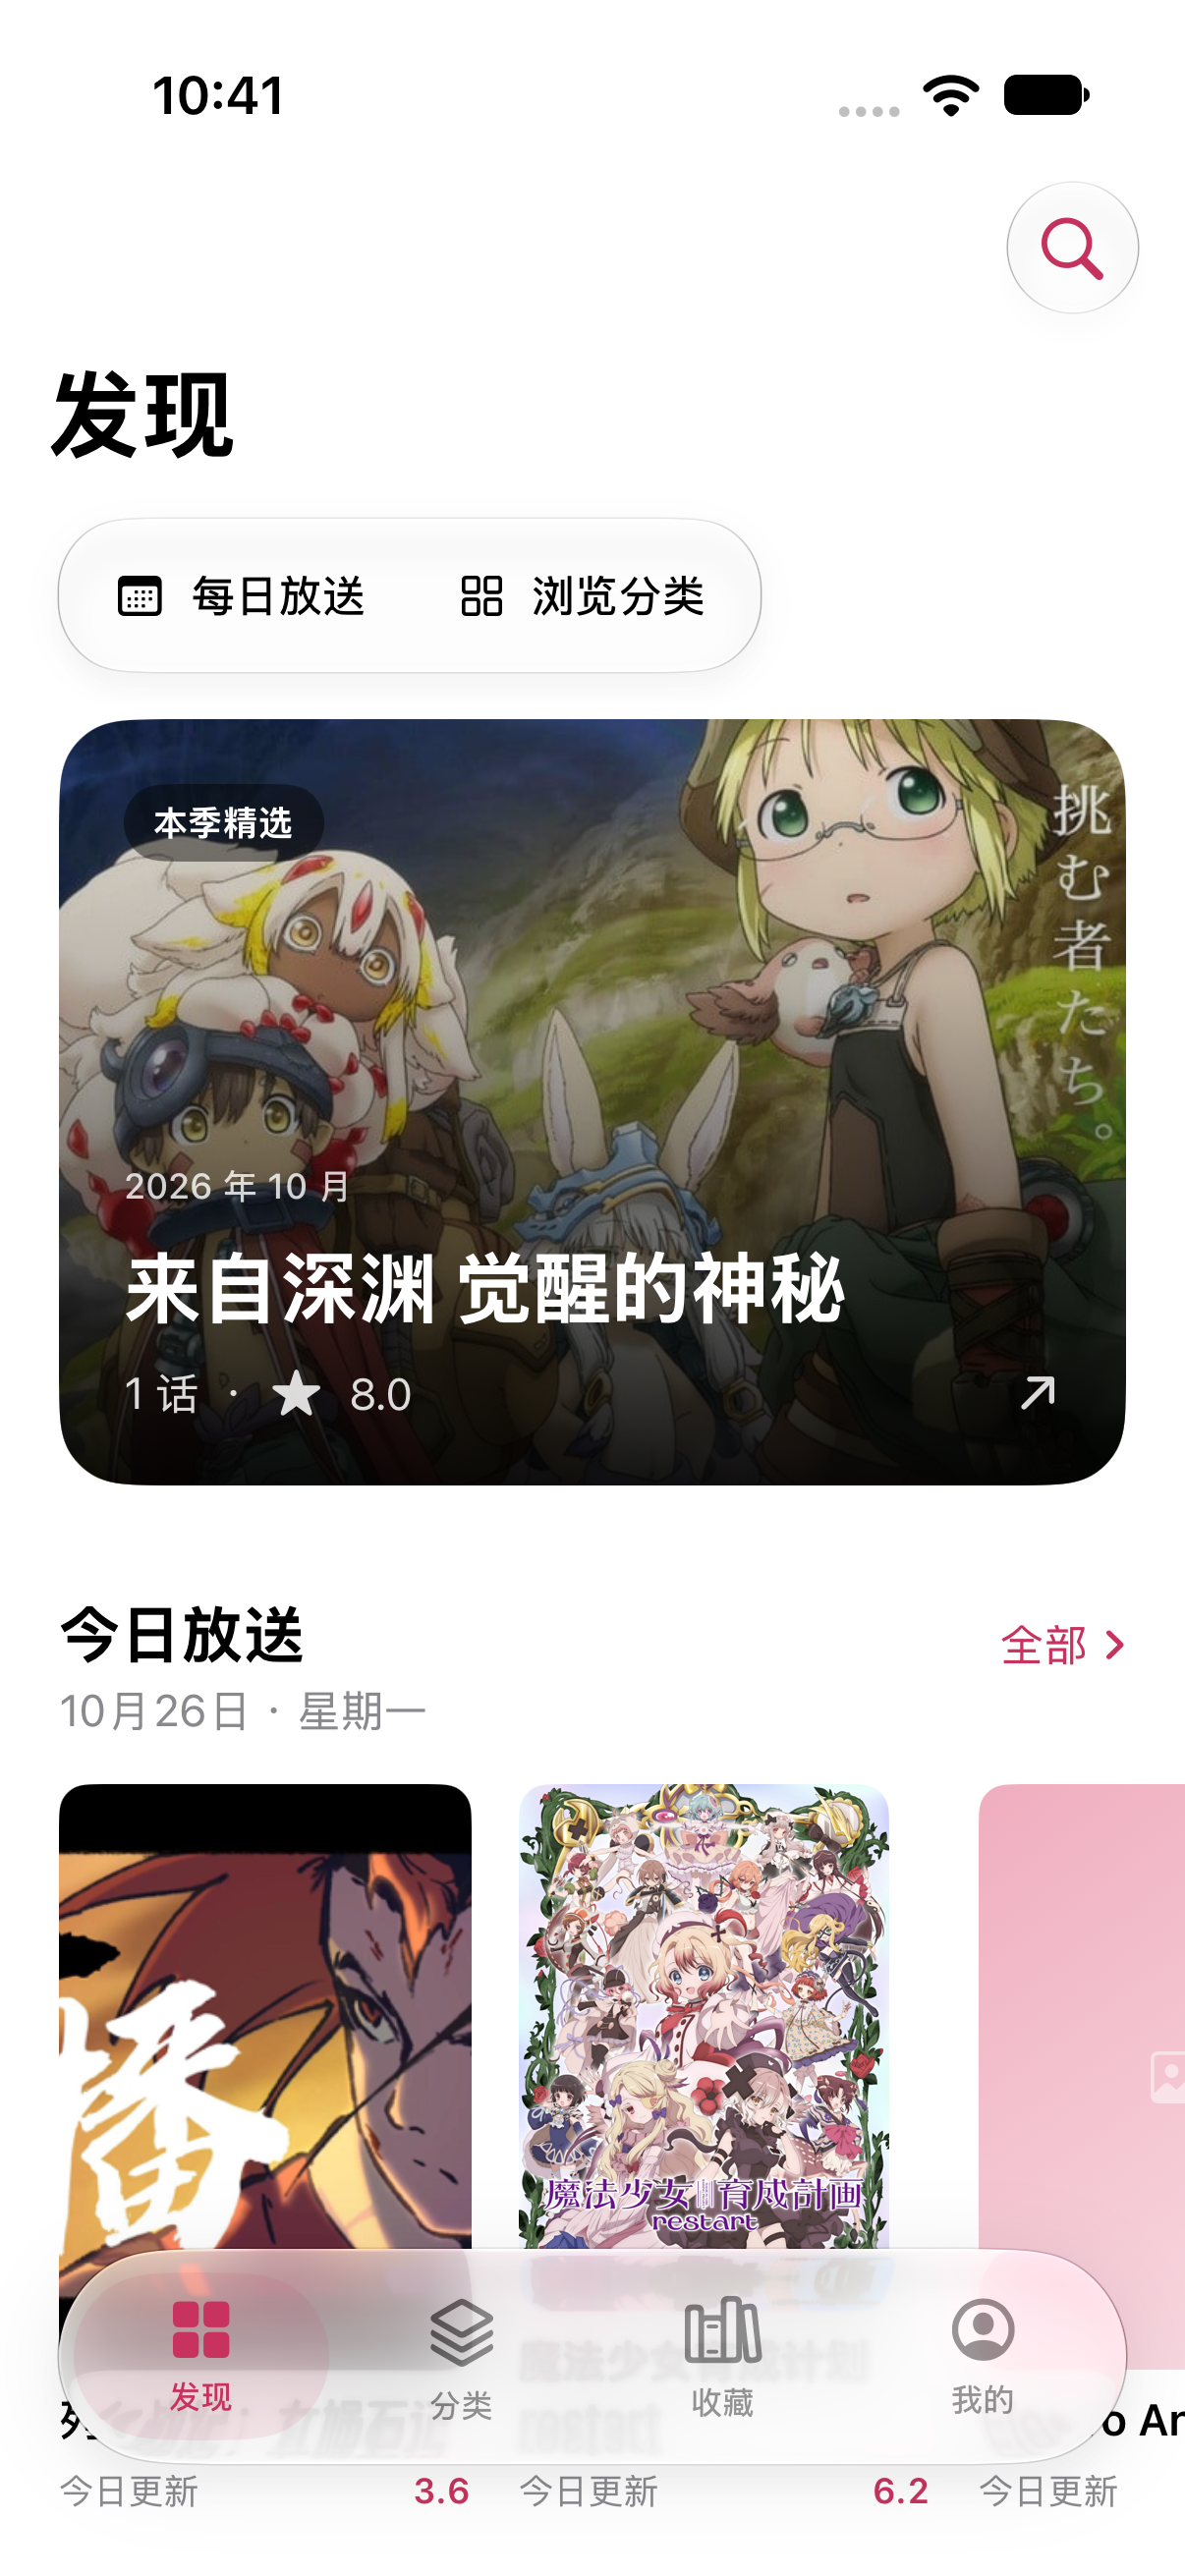 10:41
发现
每日放送
浏览分类
本季精选
挑む者たち。
2026 年 10 月
来自深渊 觉醒的神秘
1 话 · ★ 8.0
今日放送
全部
10月26日 · 星期一
魔法少女育成計画
restart
发现
分类
收藏
我的
o An
今日更新 3.6
今日更新 6.2
今日更新